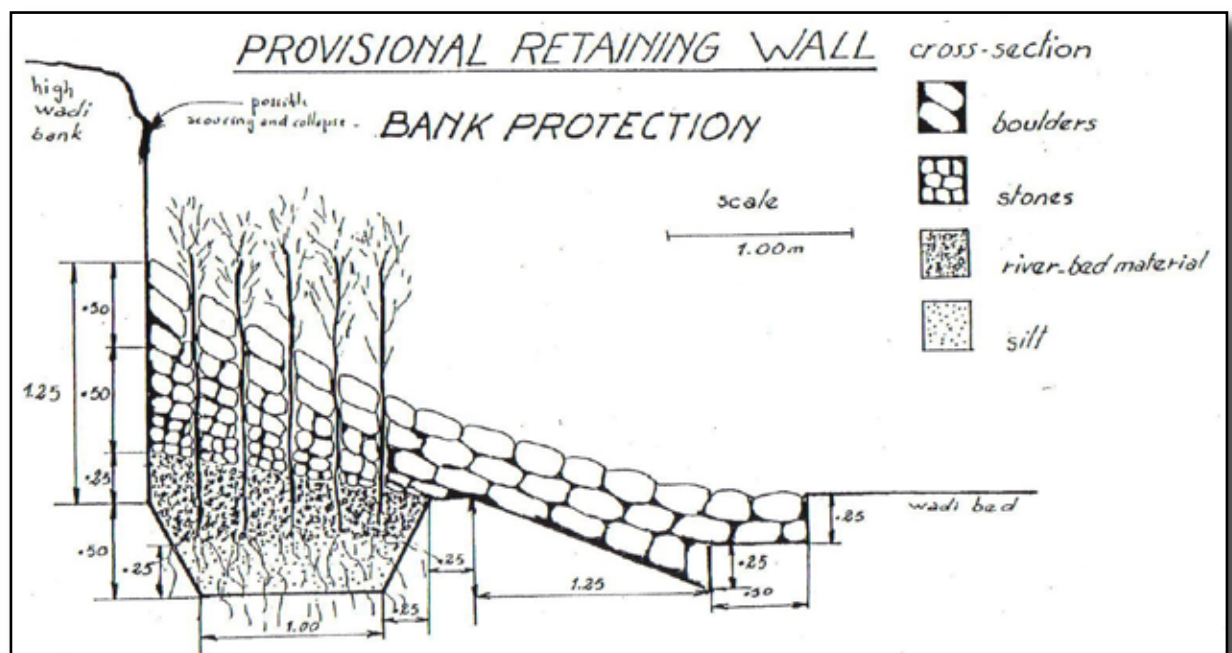 PROVISIONAL RETAINING WALL
BANK PROTECTION
cross-section
boulders
stones
river-bed material
silt
high
wadi
bank
possible
scouring and collapse.
scale
1.00m
.50
1.25
.50
.25
.50
.25
1.00
.25
.25
1.25
.25
.50
.25
wadi bed